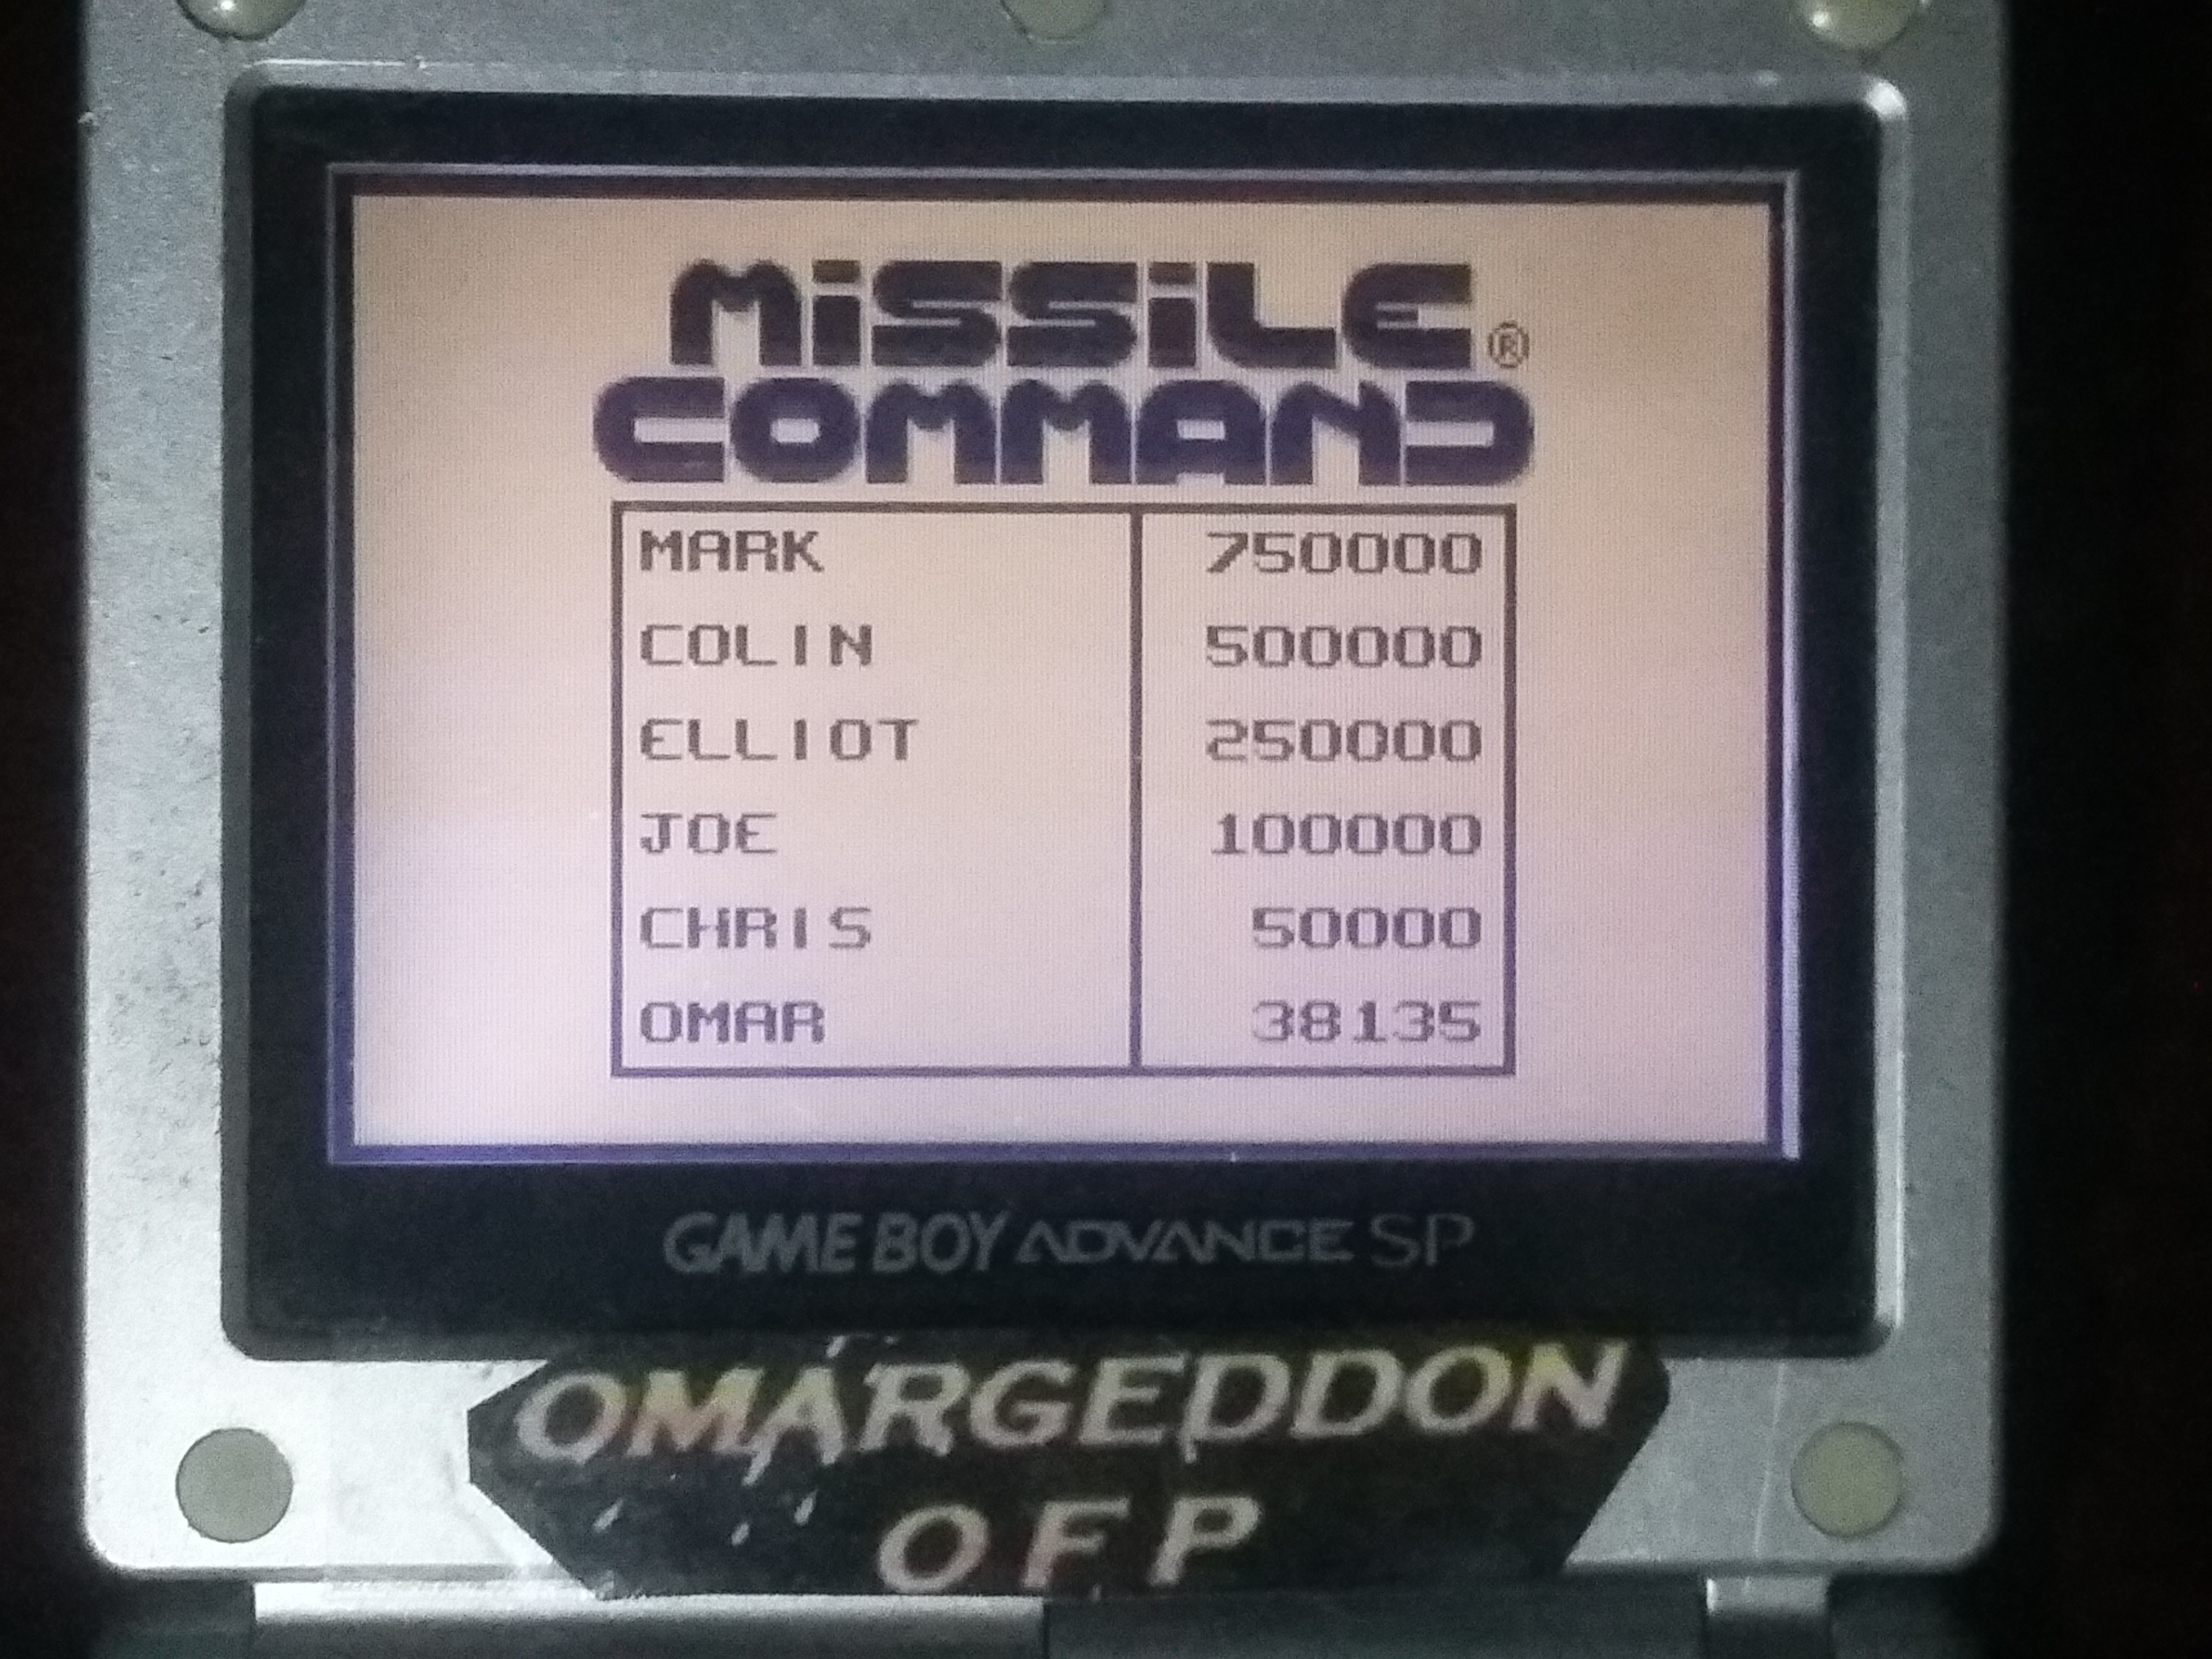 MiSSiLE ®
COMMAND
MARK 750000
COLIN 500000
ELLIOT 250000
JOE 100000
CHRIS 50000
OMAR 38135
GAME BOY ADVANCE SP
OMARGEDDON
OFP